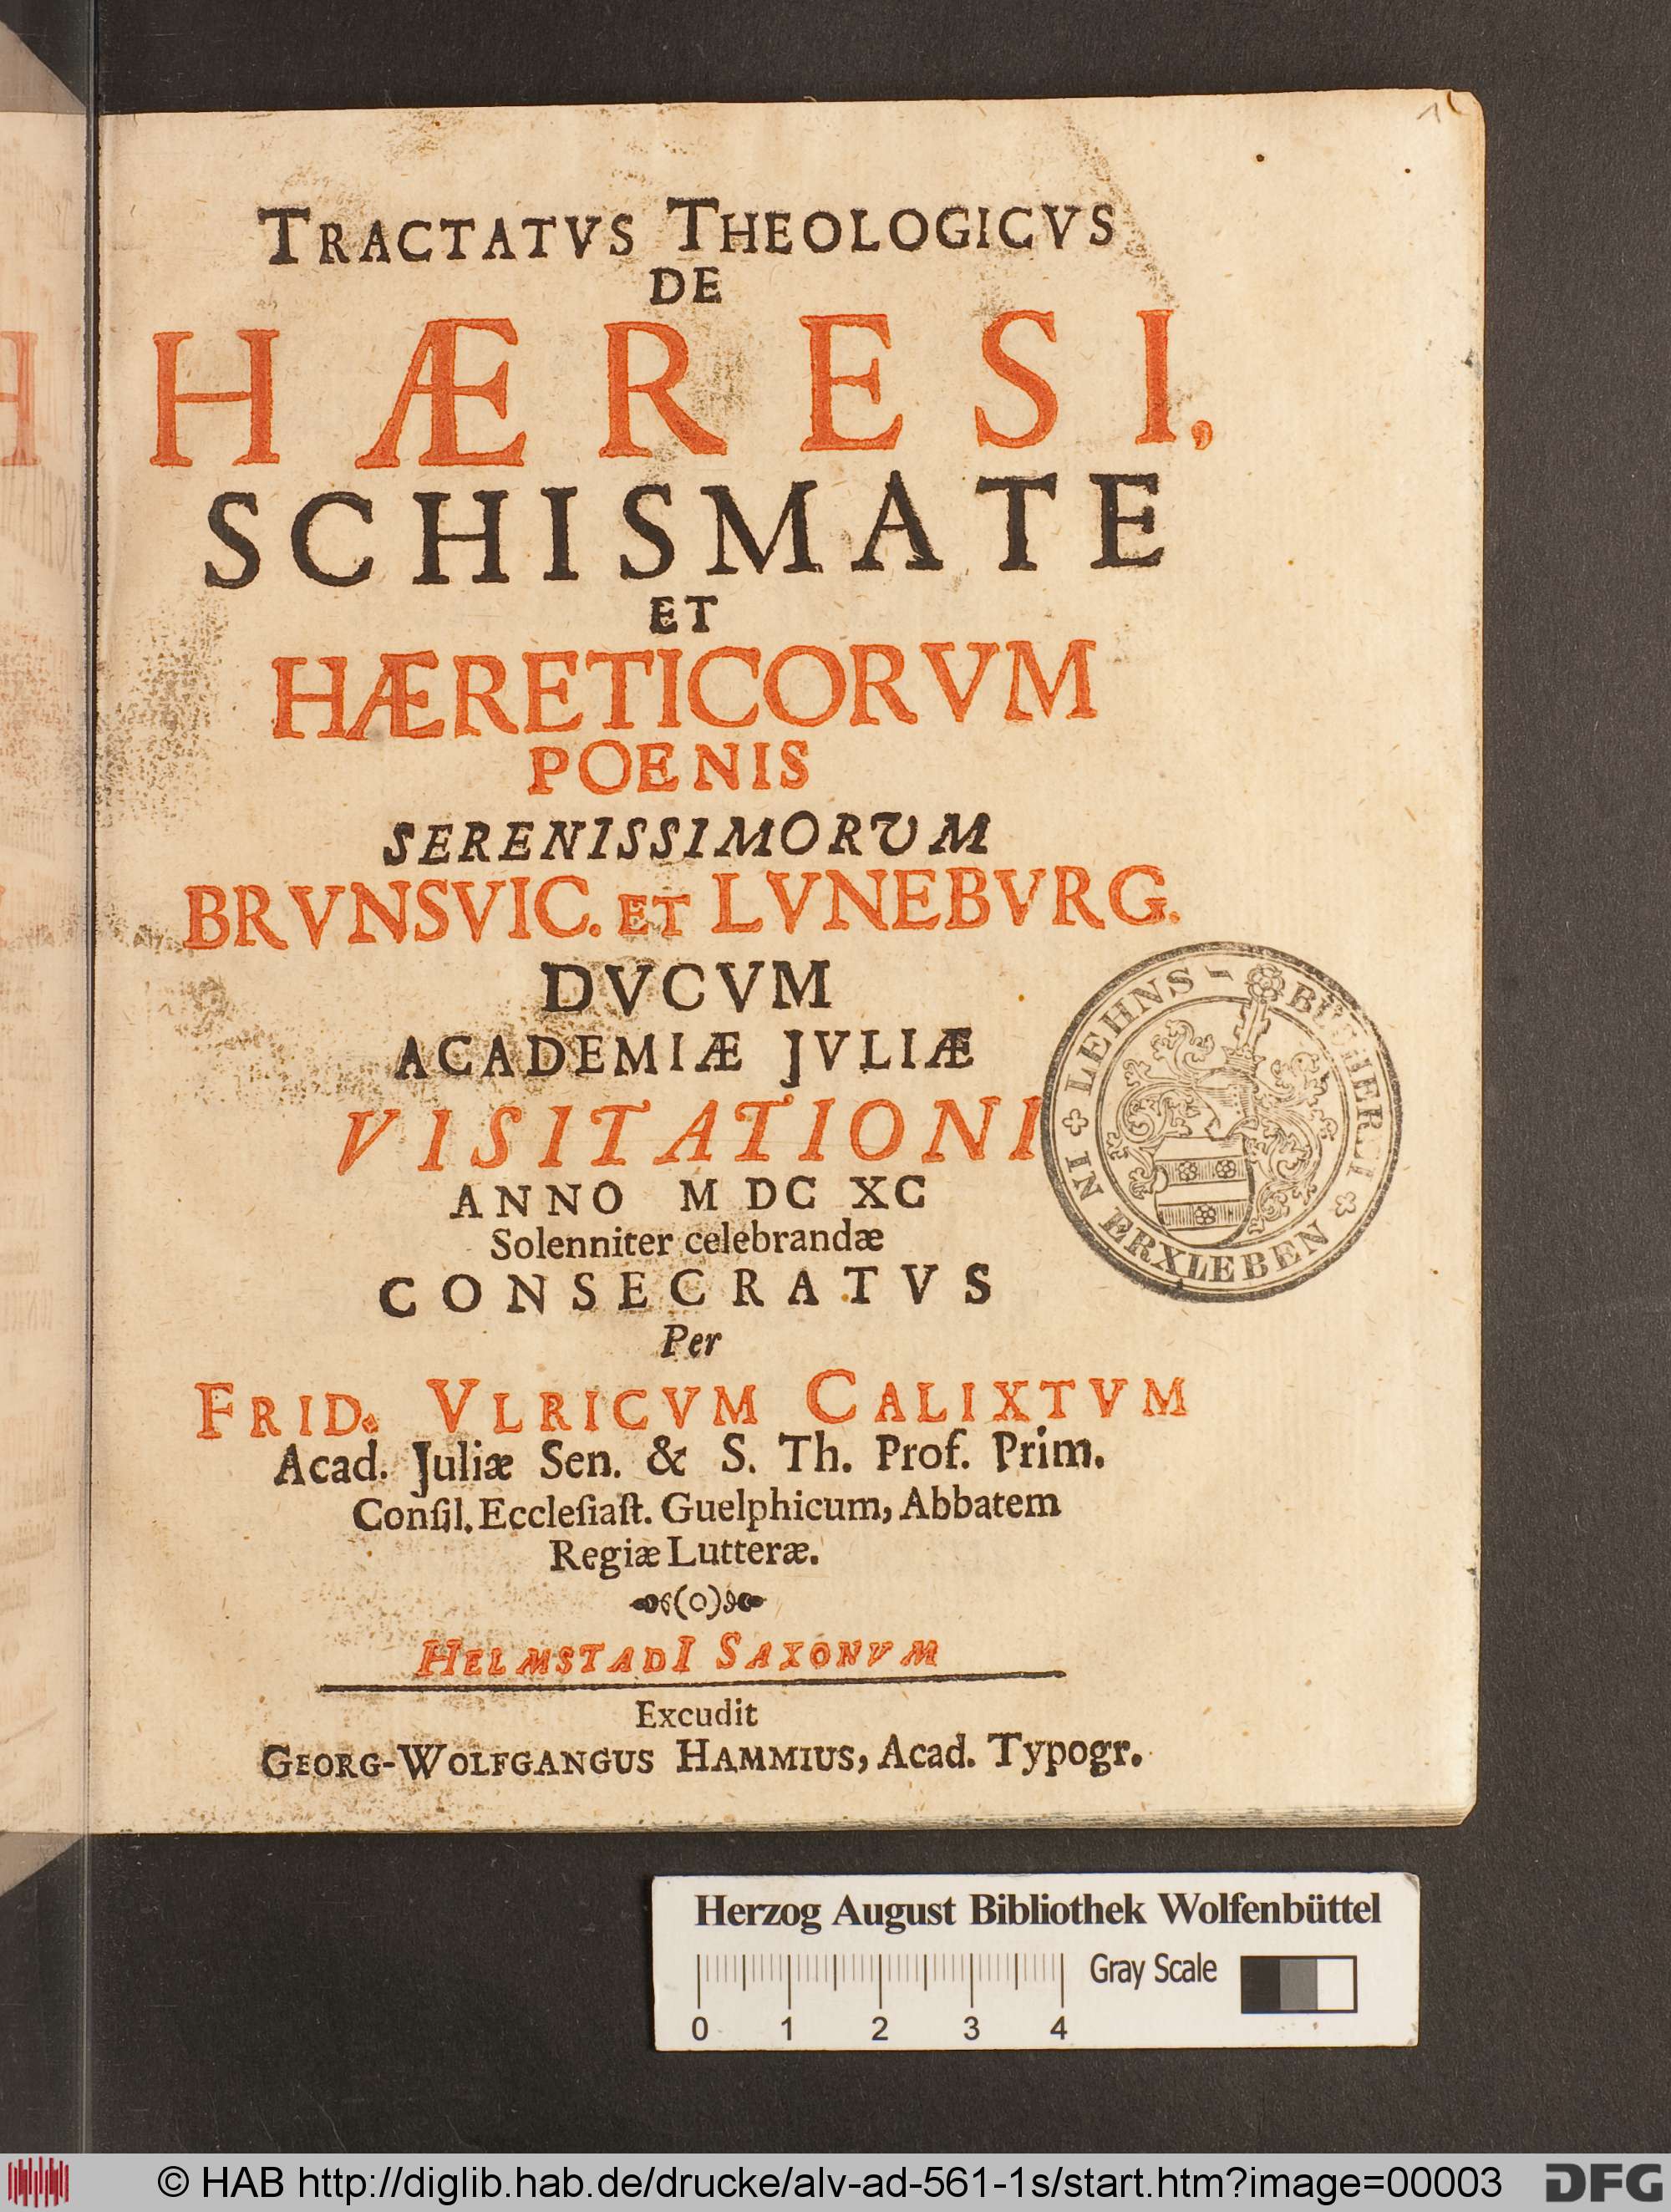 TRACTATVS THEOLOGICVS
DE
HÆRESI,
SCHISMATE
ET
HÆRETICORVM
POENIS
SERENISSIMORUM
BRVNSVIC. ET LVNEBVRG.
DVCVM
ACADEMIÆ JVLIÆ
VISITATIONI
ANNO M DC XC
Solenniter celebrandæ
CONSECRATVS
Per
FRID. VLRICVM CALIXTVM
Acad. Juliæ Sen. & S. Th. Prof. Prim.
Conſil. Eccleſiaſt. Guelphicum, Abbatem
Regiæ Lutteræ.
(O)
HELMSTADI SAXONVM
Excudit
GEORG-WOLFGANGUS HAMMIUS, Acad. Typogr.
LEHNS - BÜCHEREI
IN ERXLEBEN
Herzog August Bibliothek Wolfenbüttel
Gray Scale
0 1 2 3 4
© HAB http://diglib.hab.de/drucke/alv-ad-561-1s/start.htm?image=00003
DFG